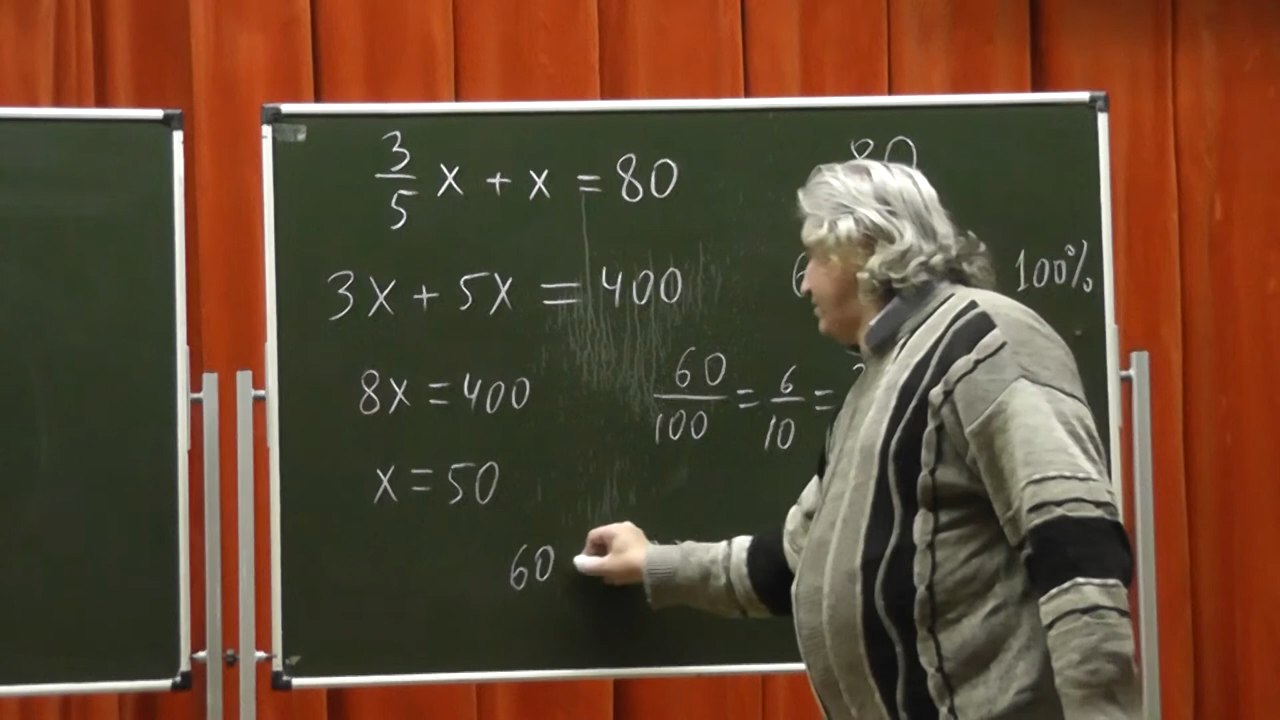 3/5 x + x = 80
3x + 5x = 400
8x = 400
x = 50
60
80
100%
60/100 = 6/10 =